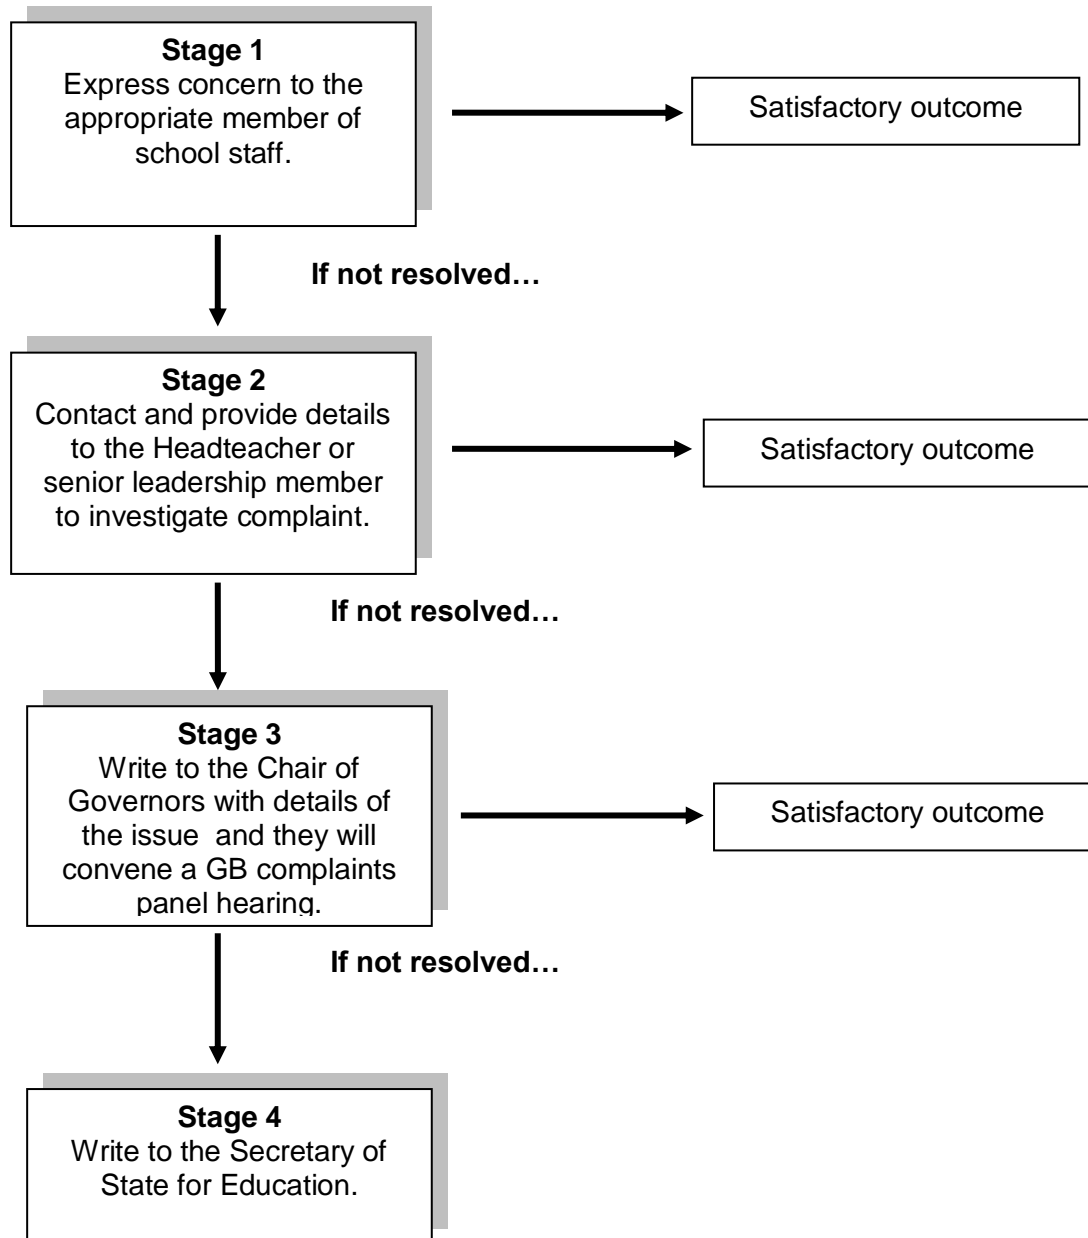 Stage 1
Express concern to the
appropriate member of
school staff.
Satisfactory outcome
If not resolved…
Stage 2
Contact and provide details
to the Headteacher or
senior leadership member
to investigate complaint.
Satisfactory outcome
If not resolved…
Stage 3
Write to the Chair of
Governors with details of
the issue  and they will
convene a GB complaints
panel hearing.
Satisfactory outcome
If not resolved…
Stage 4
Write to the Secretary of
State for Education.